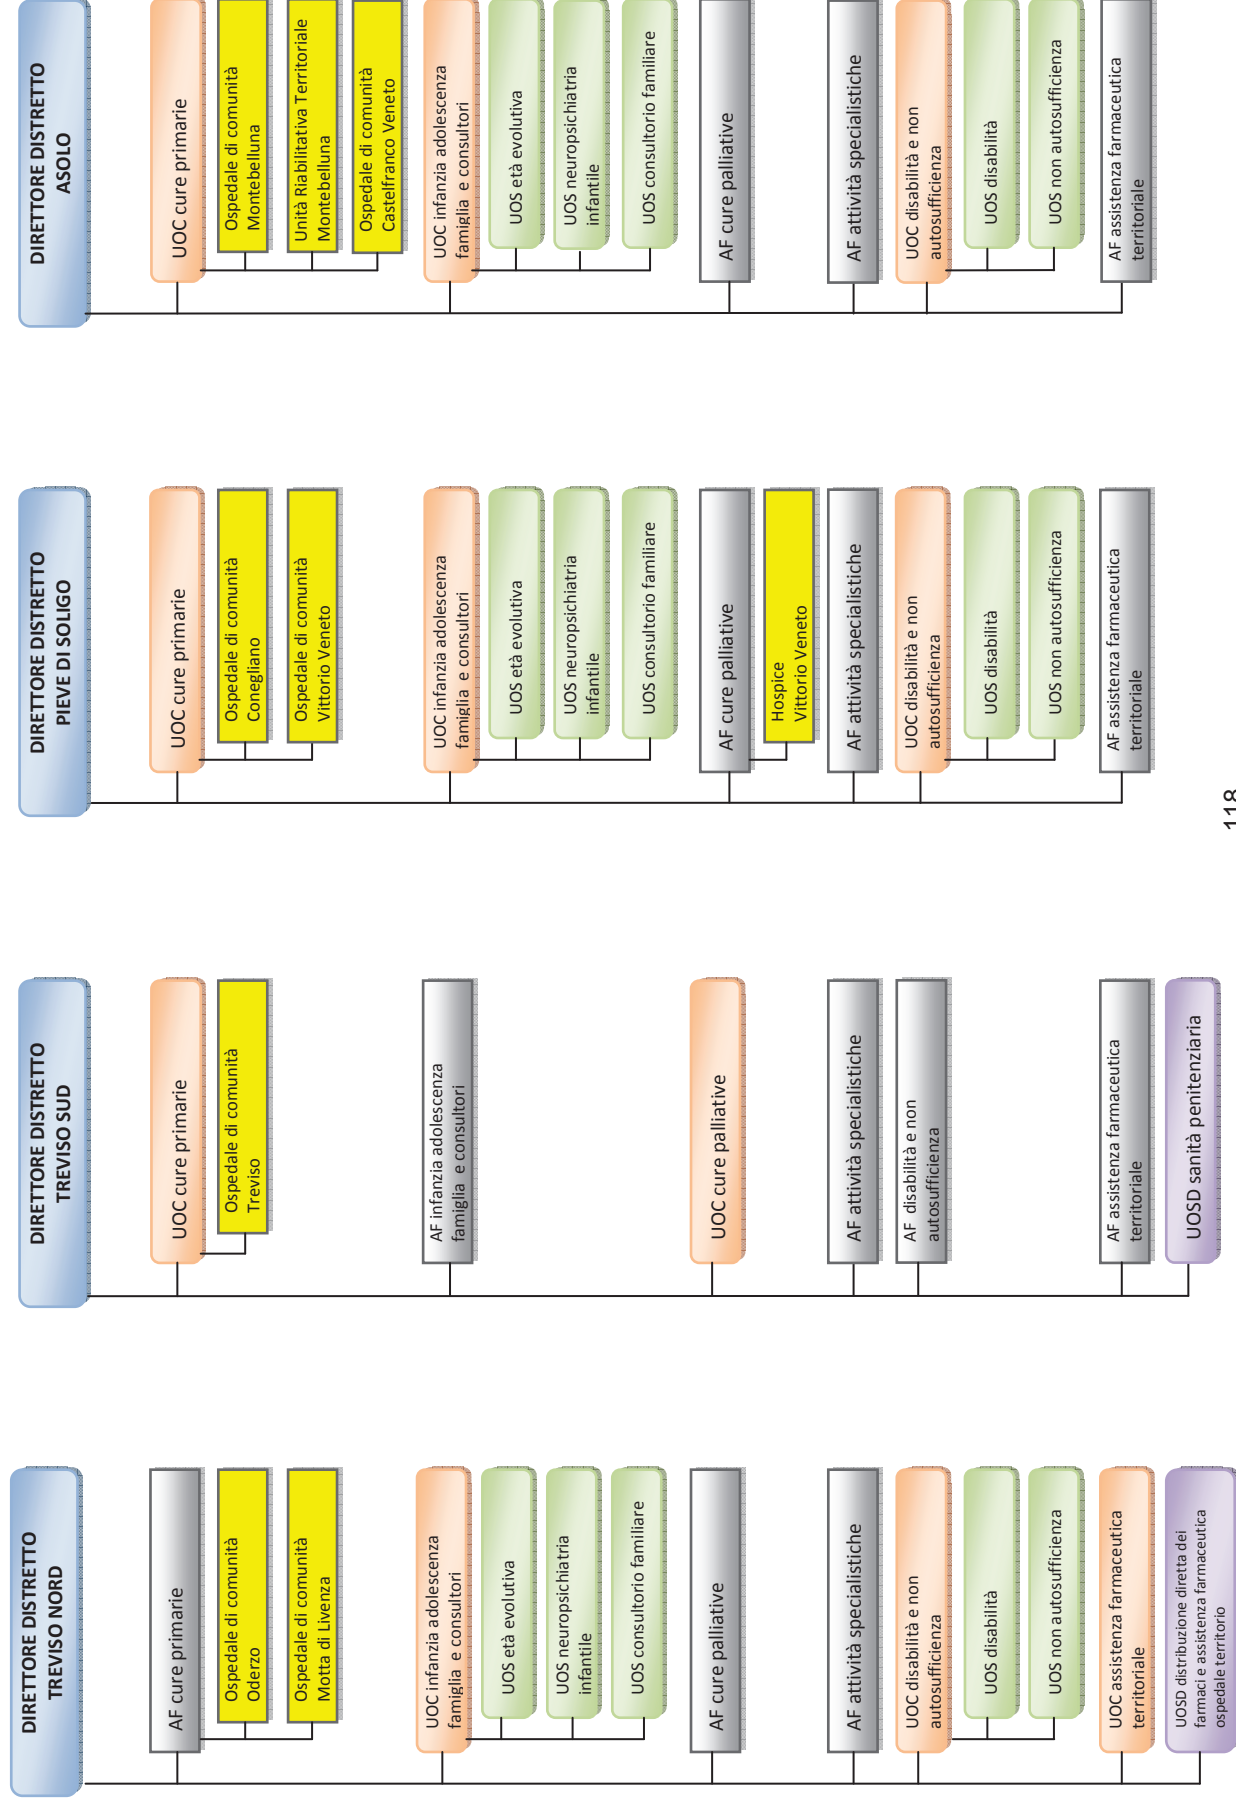 DIRETTORE DISTRETTO
TREVISO NORD
AF cure primarie
Ospedale di comunità
Oderzo
Ospedale di comunità
Motta di Livenza
UOC infanzia adolescenza
famiglia e consultori
UOS età evolutiva
UOS neuropsichiatria
infantile
UOS consultorio familiare
AF cure palliative
AF attività specialistiche
UOC disabilità e non
autosufficienza
UOS disabilità
UOS non autosufficienza
UOC assistenza farmaceutica
territoriale
UOSD distribuzione diretta dei
farmaci e assistenza farmaceutica
ospedale territorio
DIRETTORE DISTRETTO
TREVISO SUD
UOC cure primarie
Ospedale di comunità
Treviso
AF infanzia adolescenza
famiglia e consultori
UOC cure palliative
AF attività specialistiche
AF disabilità e non
autosufficienza
AF assistenza farmaceutica
territoriale
UOSD sanità penitenziaria
DIRETTORE DISTRETTO
PIEVE DI SOLIGO
UOC cure primarie
Ospedale di comunità
Conegliano
Ospedale di comunità
Vittorio Veneto
UOC infanzia adolescenza
famiglia e consultori
UOS età evolutiva
UOS neuropsichiatria
infantile
UOS consultorio familiare
AF cure palliative
Hospice
Vittorio Veneto
AF attività specialistiche
UOC disabilità e non
autosufficienza
UOS disabilità
UOS non autosufficienza
AF assistenza farmaceutica
territoriale
DIRETTORE DISTRETTO
ASOLO
UOC cure primarie
Ospedale di comunità
Montebelluna
Unità Riabilitativa Territoriale
Montebelluna
Ospedale di comunità
Castelfranco Veneto
UOC infanzia adolescenza
famiglia e consultori
UOS età evolutiva
UOS neuropsichiatria
infantile
UOS consultorio familiare
AF cure palliative
AF attività specialistiche
UOC disabilità e non
autosufficienza
UOS disabilità
UOS non autosufficienza
AF assistenza farmaceutica
territoriale
118